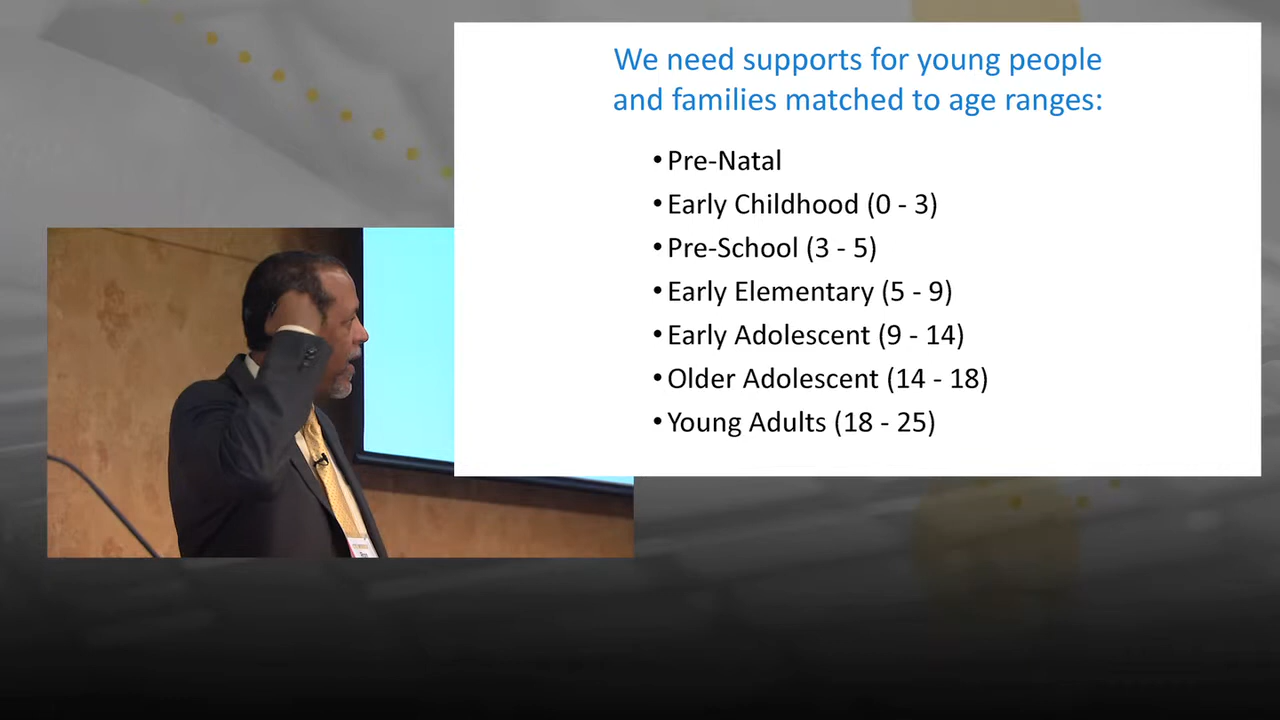 We need supports for young people
and families matched to age ranges:
• Pre-Natal
• Early Childhood (0 - 3)
• Pre-School (3 - 5)
• Early Elementary (5 - 9)
• Early Adolescent (9 - 14)
• Older Adolescent (14 - 18)
• Young Adults (18 - 25)